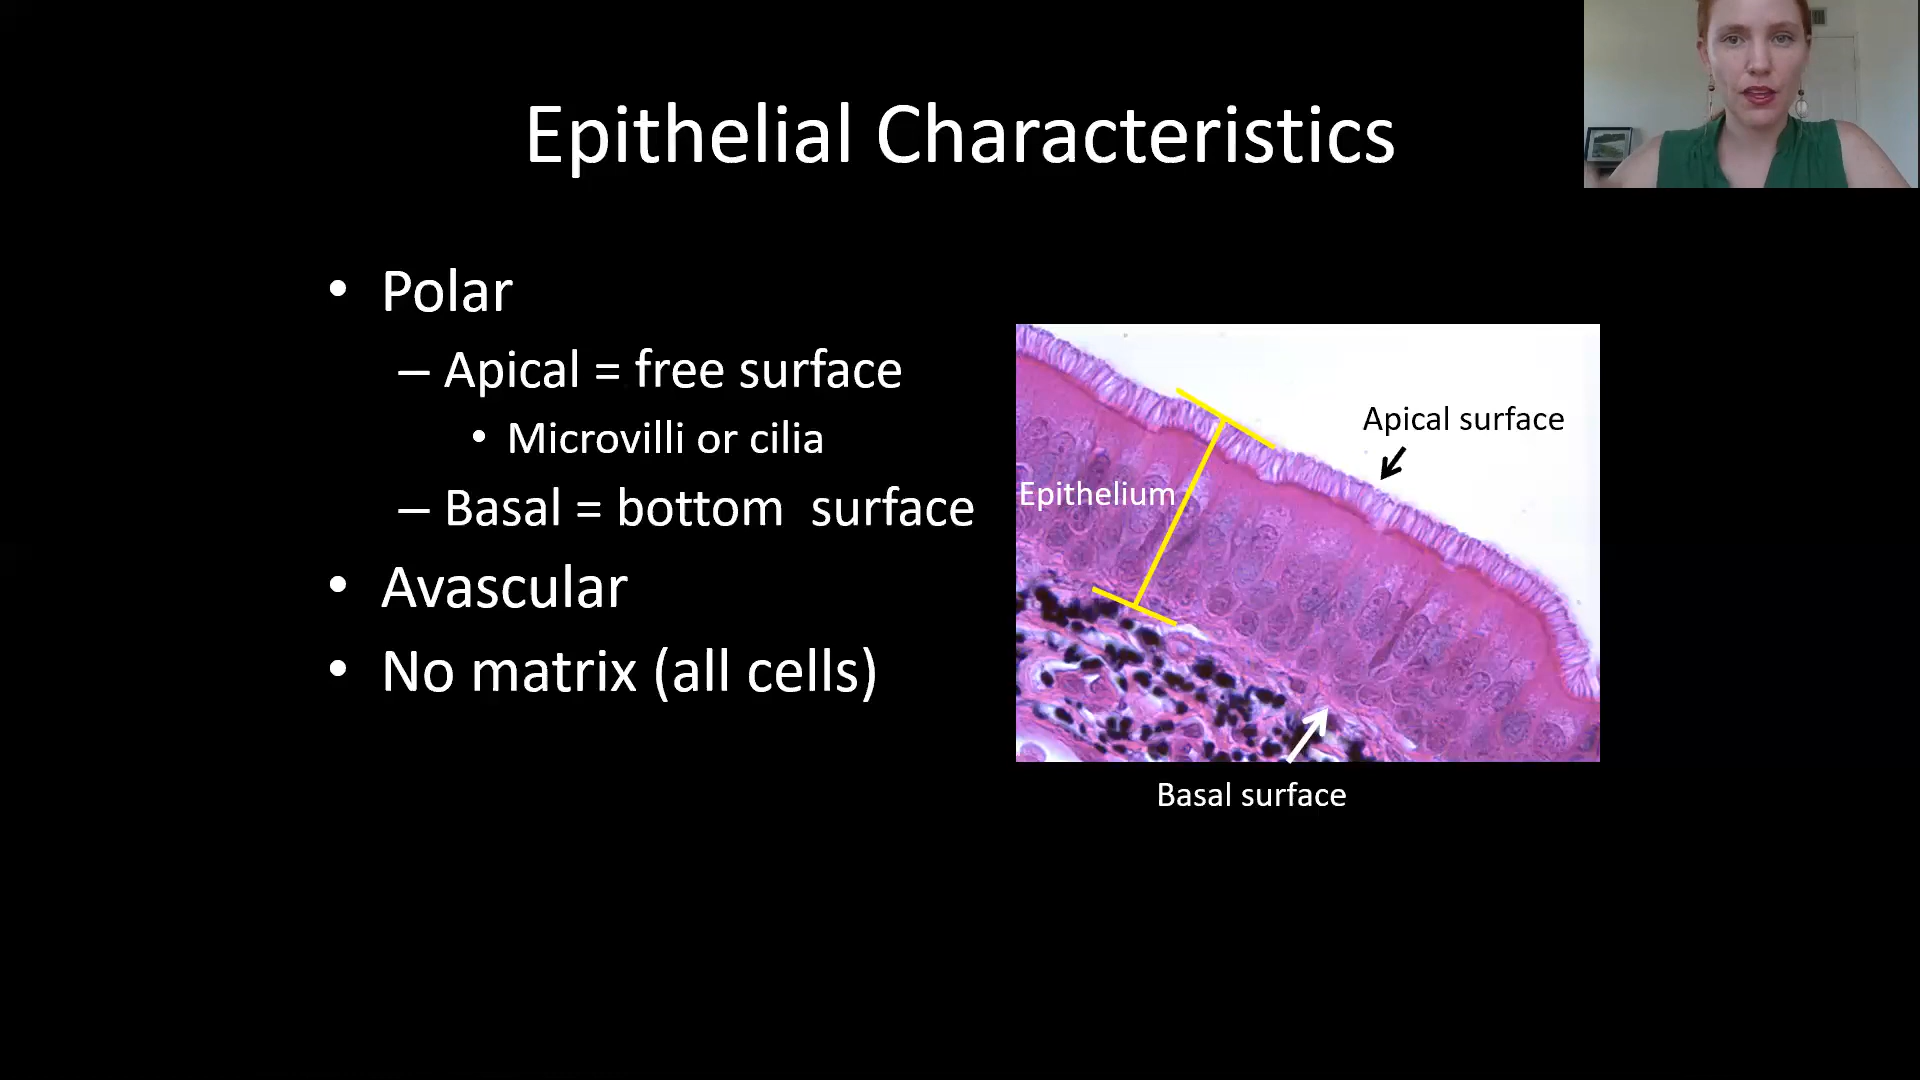 Epithelial Characteristics
• Polar
– Apical = free surface
• Microvilli or cilia
– Basal = bottom  surface
• Avascular
• No matrix (all cells)
Apical surface
Epithelium
Basal surface